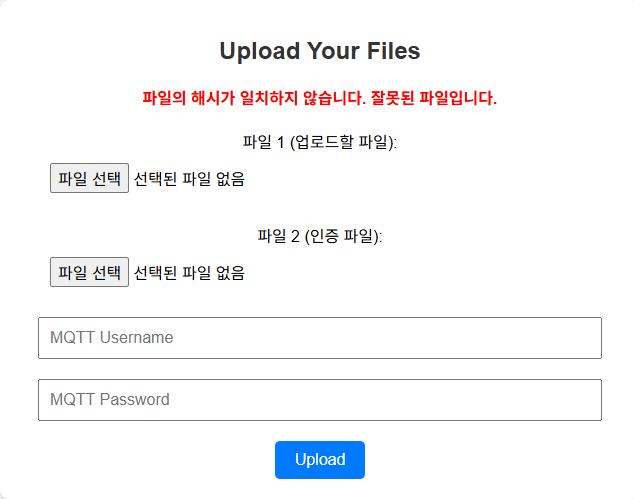 Upload Your Files
파일의 해시가 일치하지 않습니다. 잘못된 파일입니다.
파일 1 (업로드할 파일):
파일 선택 선택된 파일 없음
파일 2 (인증 파일):
파일 선택 선택된 파일 없음
MQTT Username
MQTT Password
Upload